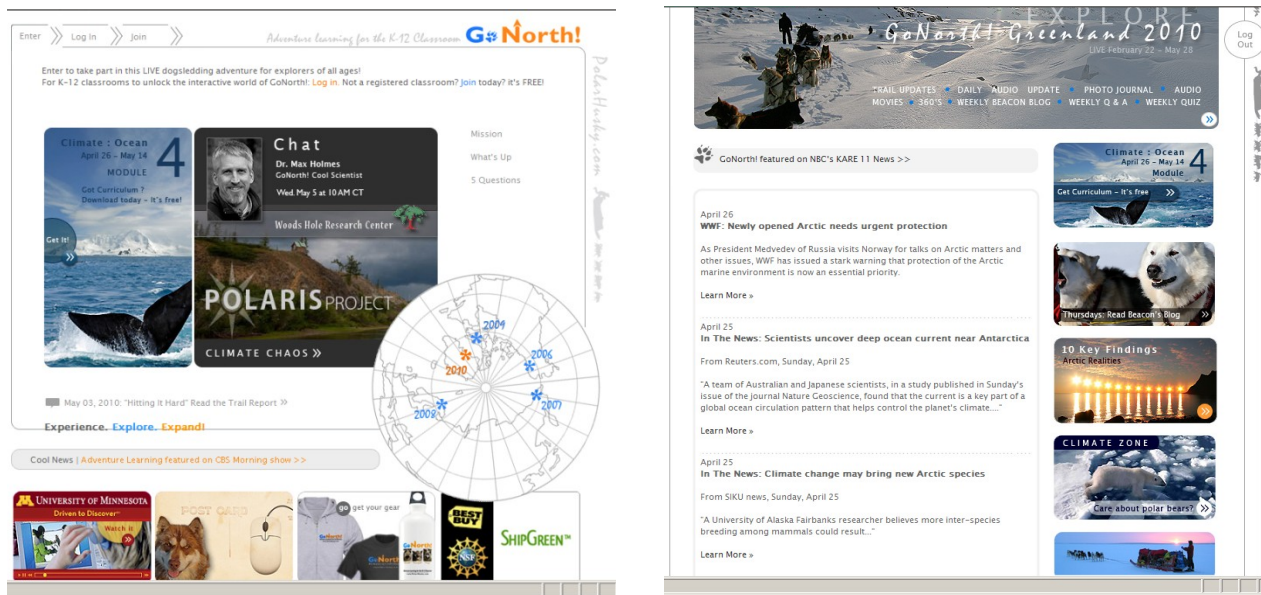 Enter
Log In
Join
Adventure learning for the K-12 Classroom
GoNorth!
Enter to take part in this LIVE dogsledding adventure for explorers of all ages!
For K-12 classrooms to unlock the interactive world of GoNorth!: Log in. Not a registered classroom? Join today? it's FREE!
PolarHusky.com
Climate : Ocean
April 26 - May 14
MODULE
4
Got Curriculum ?
Download today - It's free!
Get It!
»
Chat
Dr. Max Holmes
GoNorth! Cool Scientist
Wed. May 5 at 10 AM CT
Woods Hole Research Center
POLARIS PROJECT
CLIMATE CHAOS »
Mission
What's Up
5 Questions
2009
2006
2010
2007
2008
May 03, 2010: "Hitting It Hard" Read the Trail Report »
Experience. Explore. Expand!
Cool News | Adventure Learning featured on CBS Morning show >>
UNIVERSITY OF MINNESOTA
Driven to Discover
Watch it
»
POST CARD
go get your gear
GoNorth!
BEST BUY
NSF
SHIPGREEN™
EXPLORE
GoNorth! Greenland 2010
LIVE February 22 - May 28
TRAIL UPDATES • DAILY AUDIO UPDATE • PHOTO JOURNAL • AUDIO
MOVIES • 360'S • WEEKLY BEACON BLOG • WEEKLY Q & A • WEEKLY QUIZ
»
Log Out
GoNorth! featured on NBC's KARE 11 News >>
April 26
WWF: Newly opened Arctic needs urgent protection
As President Medvedev of Russia visits Norway for talks on Arctic matters and
other issues, WWF has issued a stark warning that protection of the Arctic
marine environment is now an essential priority.
Learn More »
April 25
In The News: Scientists uncover deep ocean current near Antarctica
From Reuters.com, Sunday, April 25
"A team of Australian and Japanese scientists, in a study published in Sunday's
issue of the journal Nature Geoscience, found that the current is a key part of a
global ocean circulation pattern that helps control the planet's climate...."
Learn More »
April 25
In The News: Climate change may bring new Arctic species
From SIKU news, Sunday, April 25
"A University of Alaska Fairbanks researcher believes more inter-species
breeding among mammals could result..."
Learn More »
Climate : Ocean
April 26 - May 14
Module
4
Get Curriculum - It's free »
Thursdays: Read Beacon's Blog »
10 Key Findings
Arctic Realities
»
CLIMATE ZONE
Care about polar bears? »